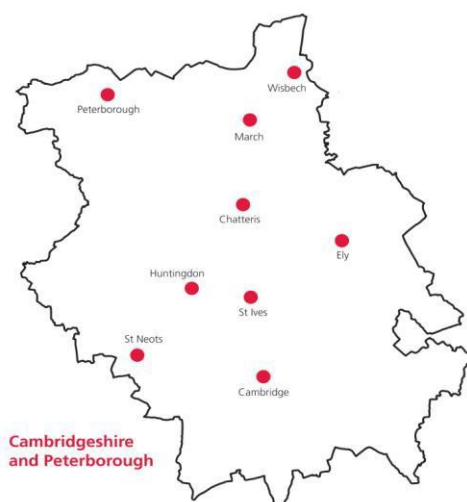 Wisbech
Peterborough
March
Chatteris
Ely
Huntingdon
St Ives
St Neots
Cambridge
Cambridgeshire
and Peterborough